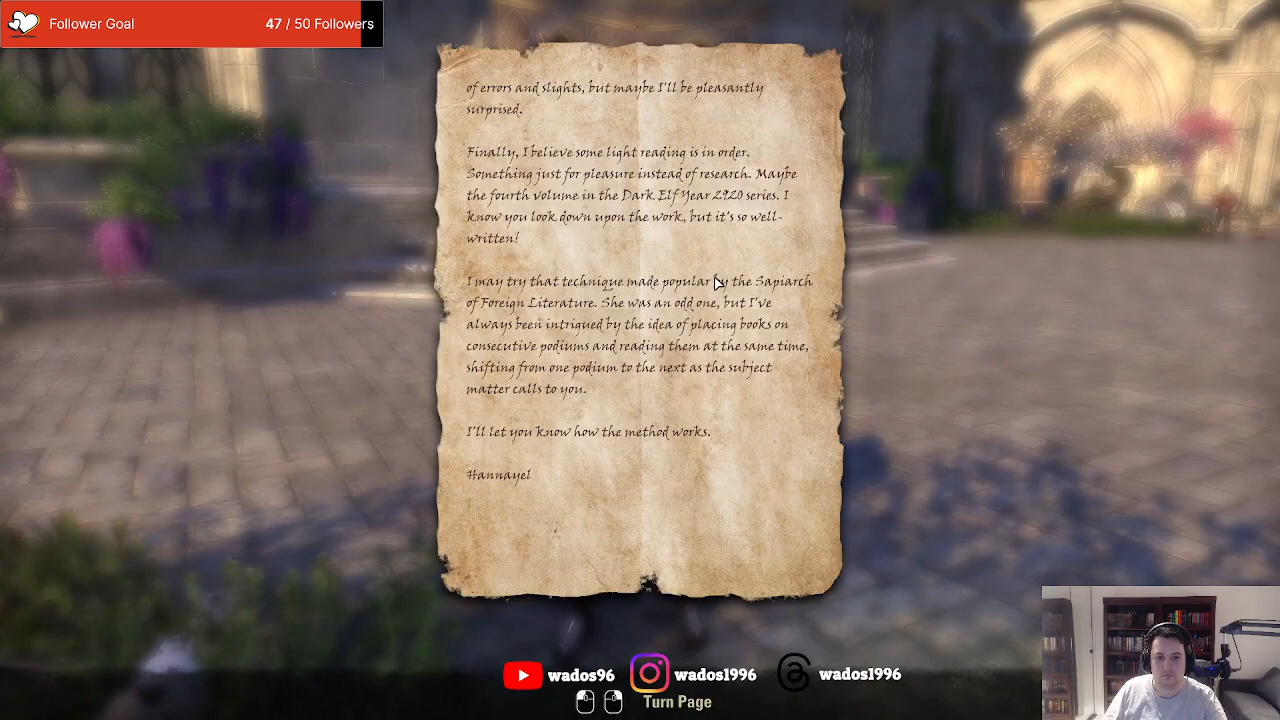 Follower Goal 47 / 50 Followers
of errors and slights, but maybe I'll be pleasantly
surprised.
Finally, I believe some light reading is in order.
Something just for pleasure instead of research. Maybe
the fourth volume in the Dark Elf Year 2920 series. I
know you look down upon the work, but it's so well-
written!
I may try that technique made popular by the Sapiarch
of Foreign Literature. She was an odd one, but I've
always been intrigued by the idea of placing books on
consecutive podiums and reading them at the same time,
shifting from one podium to the next as the subject
matter calls to you.
I'll let you know how the method works.
Hannayel
wados96 wados1996 wados1996
Turn Page